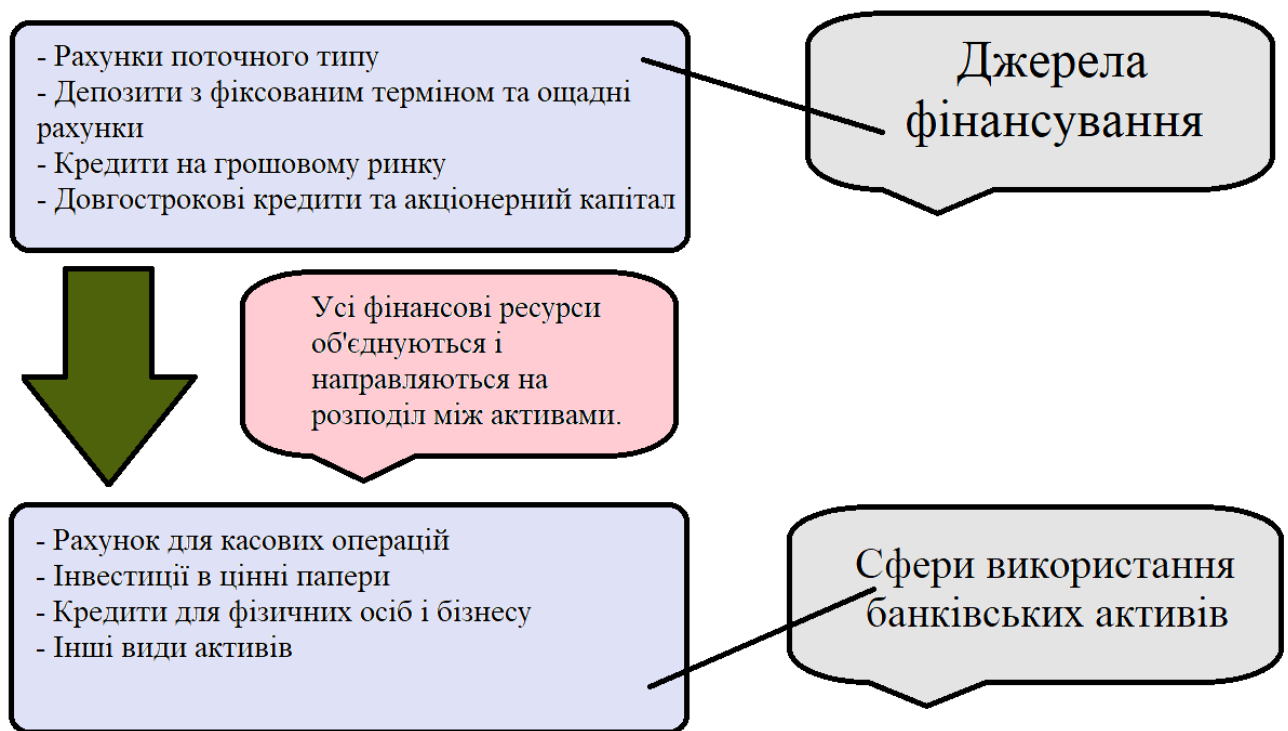 - Рахунки поточного типу
- Депозити з фіксованим терміном та ощадні
рахунки
- Кредити на грошовому ринку
- Довгострокові кредити та акціонерний капітал
Джерела
фінансування
Усі фінансові ресурси
об'єднуються і
направляються на
розподіл між активами.
- Рахунок для касових операцій
- Інвестиції в цінні папери
- Кредити для фізичних осіб і бізнесу
- Інші види активів
Сфери використання
банківських активів